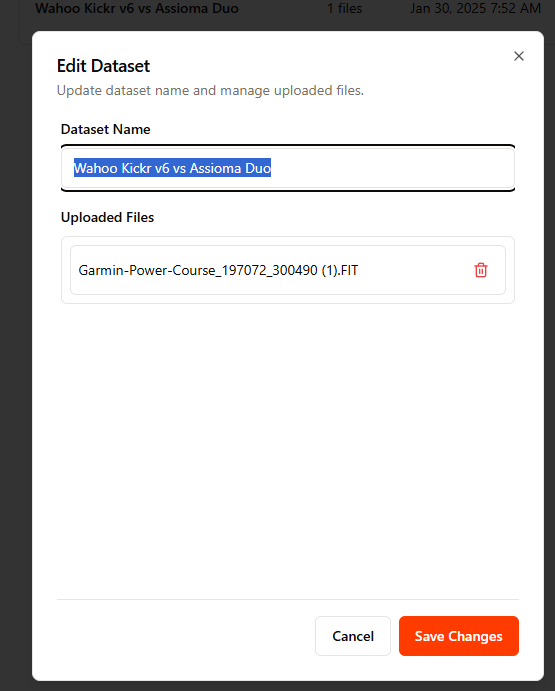 Wahoo Kickr v6 vs Assioma Duo 1 files Jan 30, 2025 7:52 AM
Edit Dataset
Update dataset name and manage uploaded files.
Dataset Name
Wahoo Kickr v6 vs Assioma Duo
Uploaded Files
Garmin-Power-Course_197072_300490 (1).FIT
Cancel Save Changes